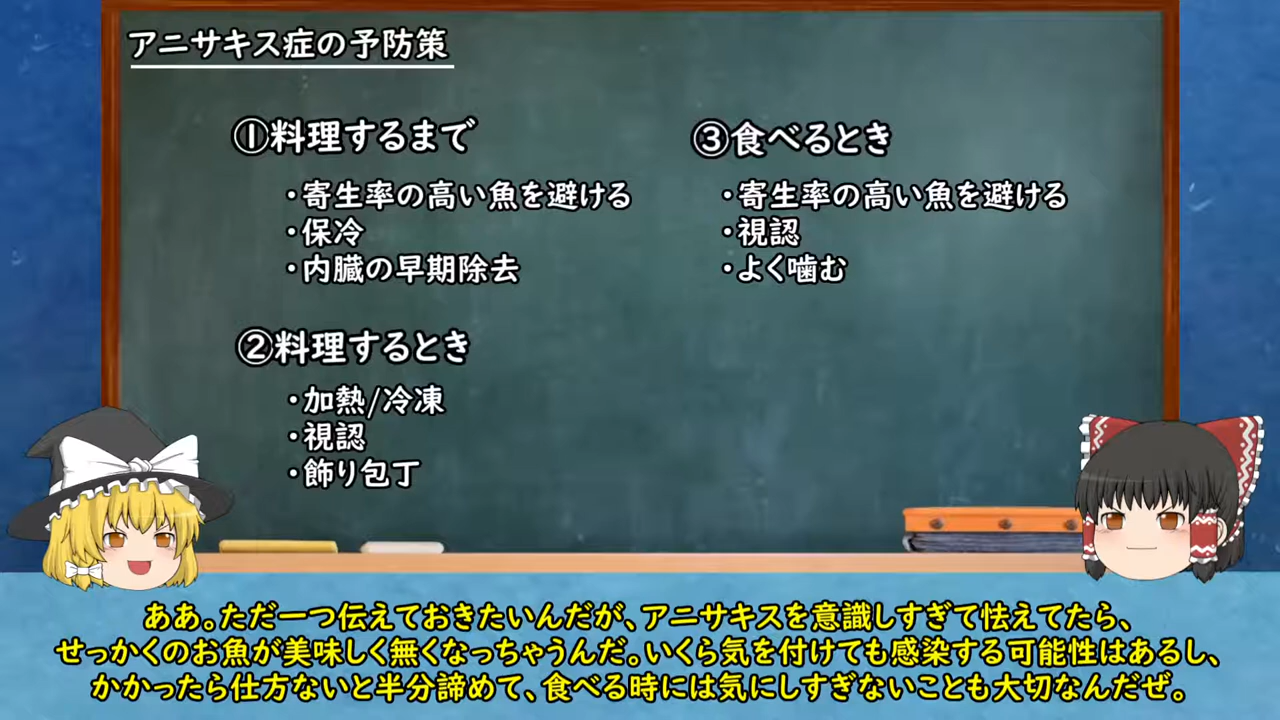 アニサキス症の予防策
①料理するまで
・寄生率の高い魚を避ける
・保冷
・内臓の早期除去
②料理するとき
・加熱/冷凍
・視認
・飾り包丁
③食べるとき
・寄生率の高い魚を避ける
・視認
・よく噛む
ああ。ただ一つ伝えておきたいんだが、アニサキスを意識しすぎて怯えてたら、
せっかくのお魚が美味しく無くなっちゃうんだ。いくら気を付けても感染する可能性はあるし、
かかったら仕方ないと半分諦めて、食べる時には気にしすぎないことも大切なんだぜ。